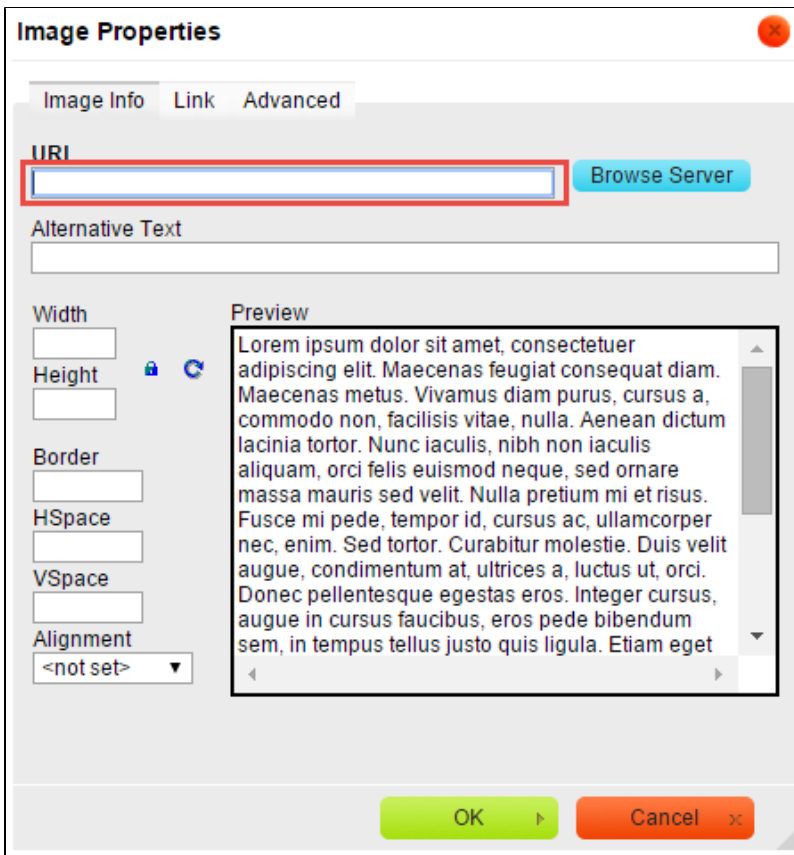 Image Properties
Image Info Link Advanced
URL
Browse Server
Alternative Text
Width
Height
Border
HSpace
VSpace
Alignment
<not set>
Preview
Lorem ipsum dolor sit amet, consectetuer
adipiscing elit. Maecenas feugiat consequat diam.
Maecenas metus. Vivamus diam purus, cursus a,
commodo non, facilisis vitae, nulla. Aenean dictum
lacinia tortor. Nunc iaculis, nibh non iaculis
aliquam, orci felis euismod neque, sed ornare
massa mauris sed velit. Nulla pretium mi et risus.
Fusce mi pede, tempor id, cursus ac, ullamcorper
nec, enim. Sed tortor. Curabitur molestie. Duis velit
augue, condimentum at, ultrices a, luctus ut, orci.
Donec pellentesque egestas eros. Integer cursus,
augue in cursus faucibus, eros pede bibendum
sem, in tempus tellus justo quis ligula. Etiam eget
OK
Cancel